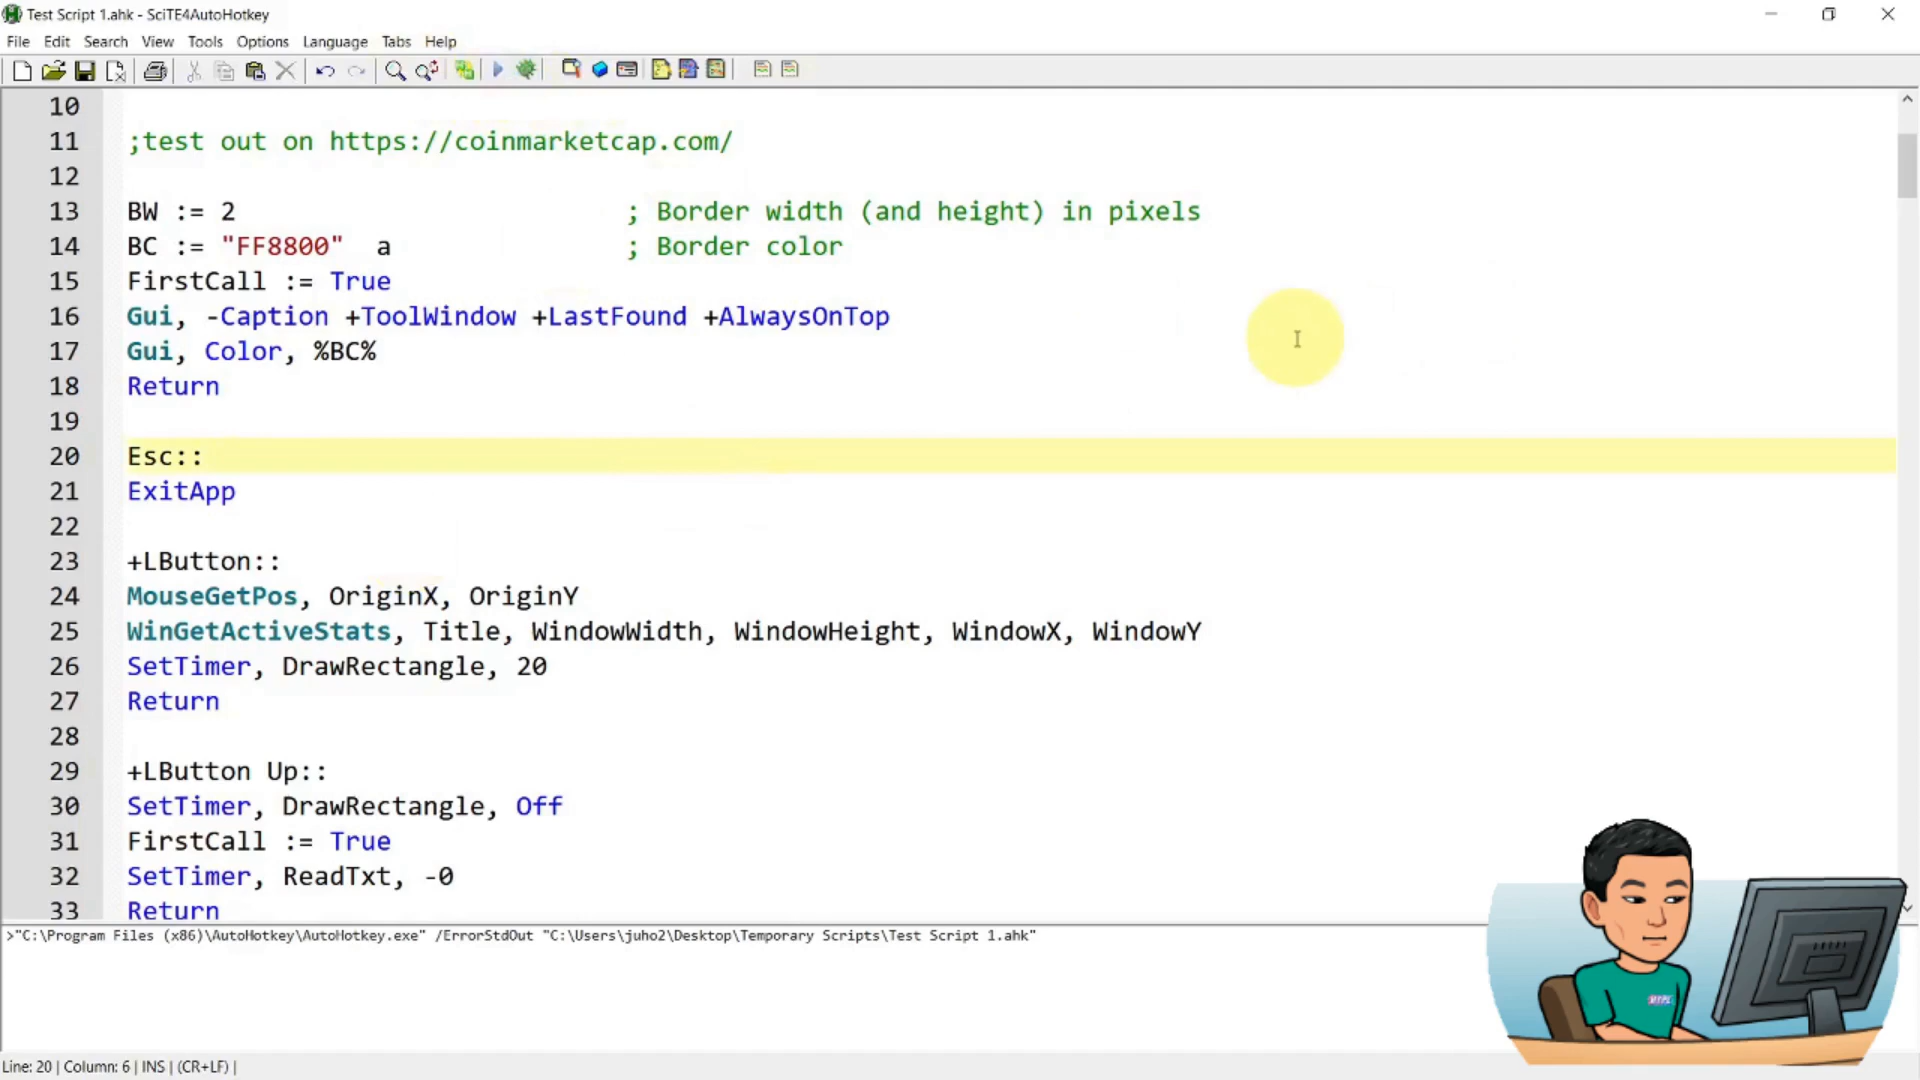 Test Script 1.ahk - SciTE4AutoHotkey
File Edit Search View Tools Options Language Tabs Help
10
11 ;test out on https://coinmarketcap.com/
12
13 BW := 2 ; Border width (and height) in pixels
14 BC := "FF8800" a ; Border color
15 FirstCall := True
16 Gui, -Caption +ToolWindow +LastFound +AlwaysOnTop
17 Gui, Color, %BC%
18 Return
19
20 Esc::
21 ExitApp
22
23 +LButton::
24 MouseGetPos, OriginX, OriginY
25 WinGetActiveStats, Title, WindowWidth, WindowHeight, WindowX, WindowY
26 SetTimer, DrawRectangle, 20
27 Return
28
29 +LButton Up::
30 SetTimer, DrawRectangle, Off
31 FirstCall := True
32 SetTimer, ReadTxt, -0
33 Return
>"C:\Program Files (x86)\AutoHotkey\AutoHotkey.exe" /ErrorStdOut "C:\Users\juho2\Desktop\Temporary Scripts\Test Script 1.ahk"
Line: 20 | Column: 6 | INS | (CR+LF) |